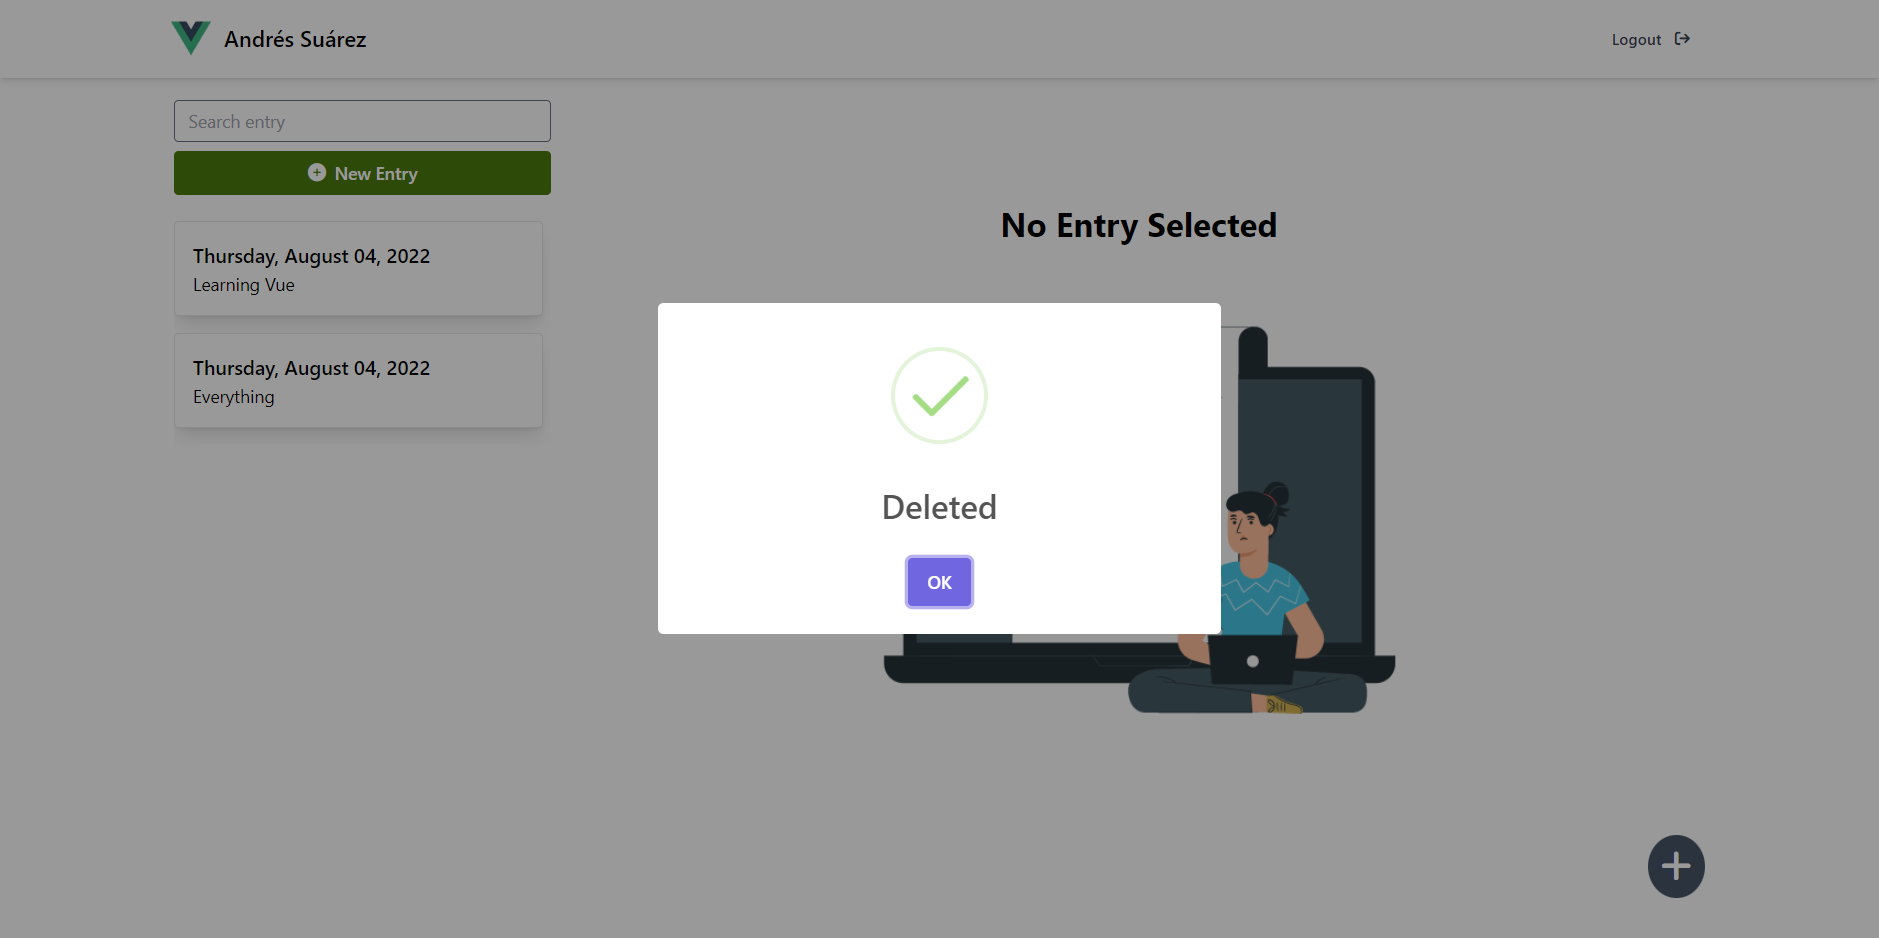 Andrés Suárez
Logout
Search entry
New Entry
Thursday, August 04, 2022
Learning Vue
Thursday, August 04, 2022
Everything
No Entry Selected
Deleted
OK